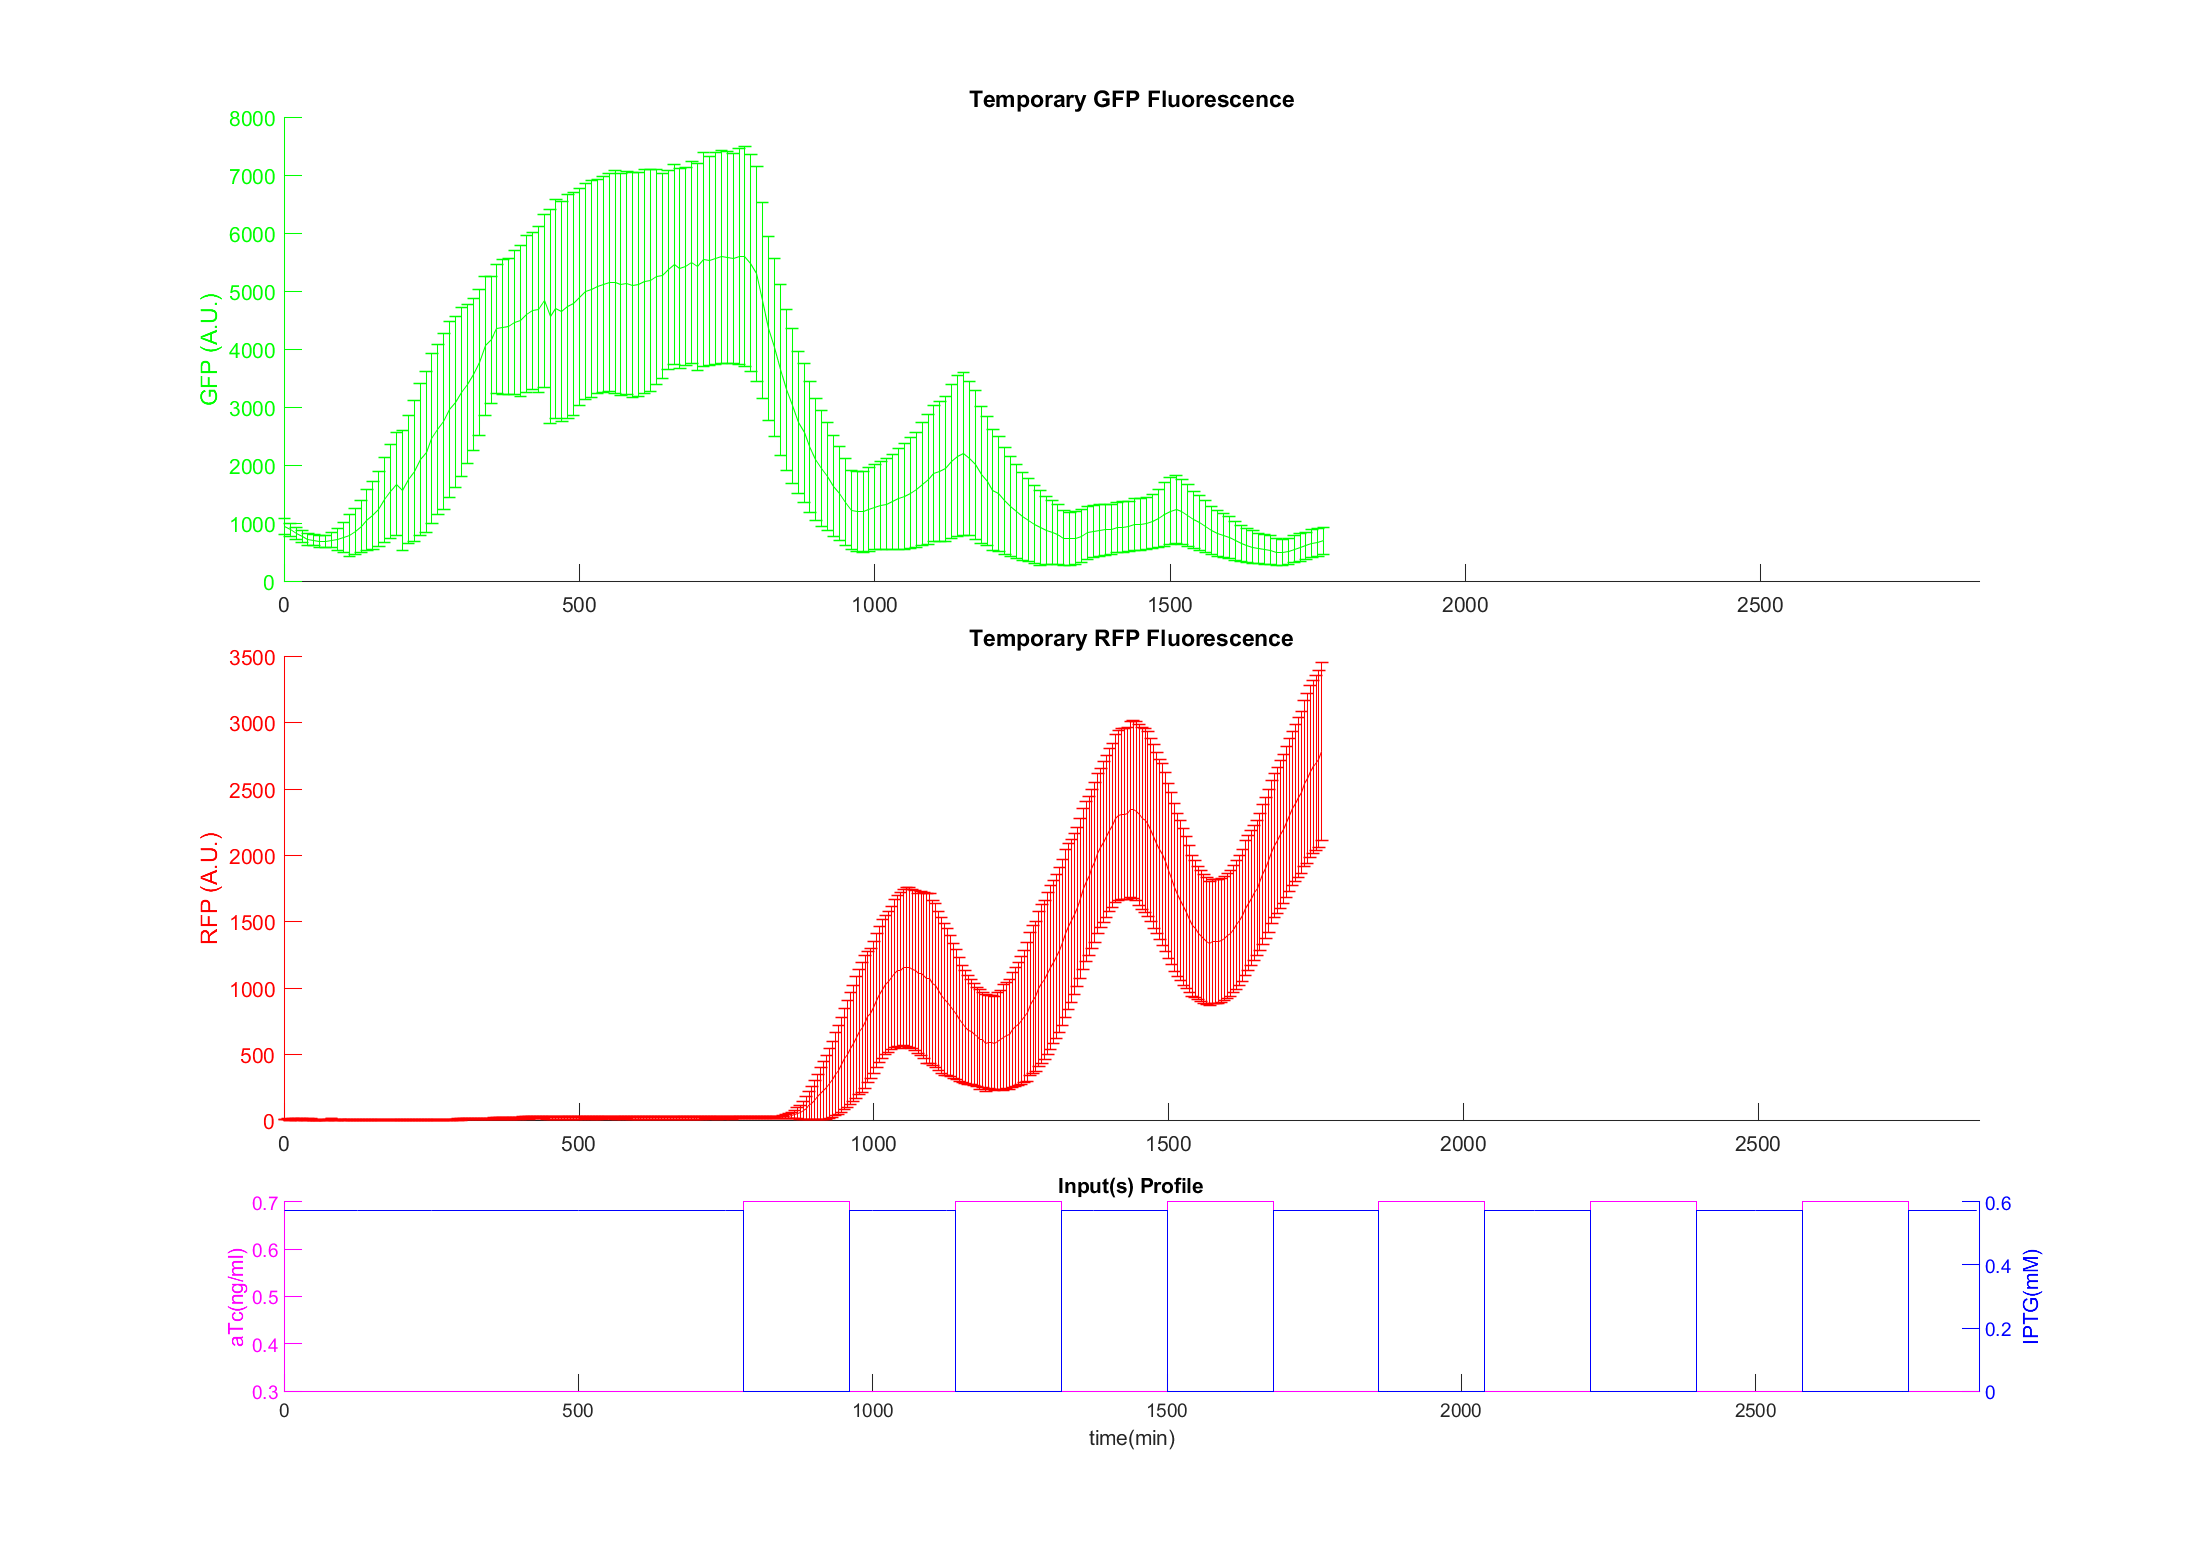 Temporary GFP Fluorescence
8000
7000
6000
5000
4000
3000
2000
1000
0
GFP (A.U.)
0 500 1000 1500 2000 2500
Temporary RFP Fluorescence
3500
3000
2500
2000
1500
1000
500
0
RFP (A.U.)
0 500 1000 1500 2000 2500
Input(s) Profile
0.7
0.6
0.5
0.4
0.3
aTc(ng/ml)
0.6
0.4
0.2
0
IPTG(mM)
0 500 1000 1500 2000 2500
time(min)